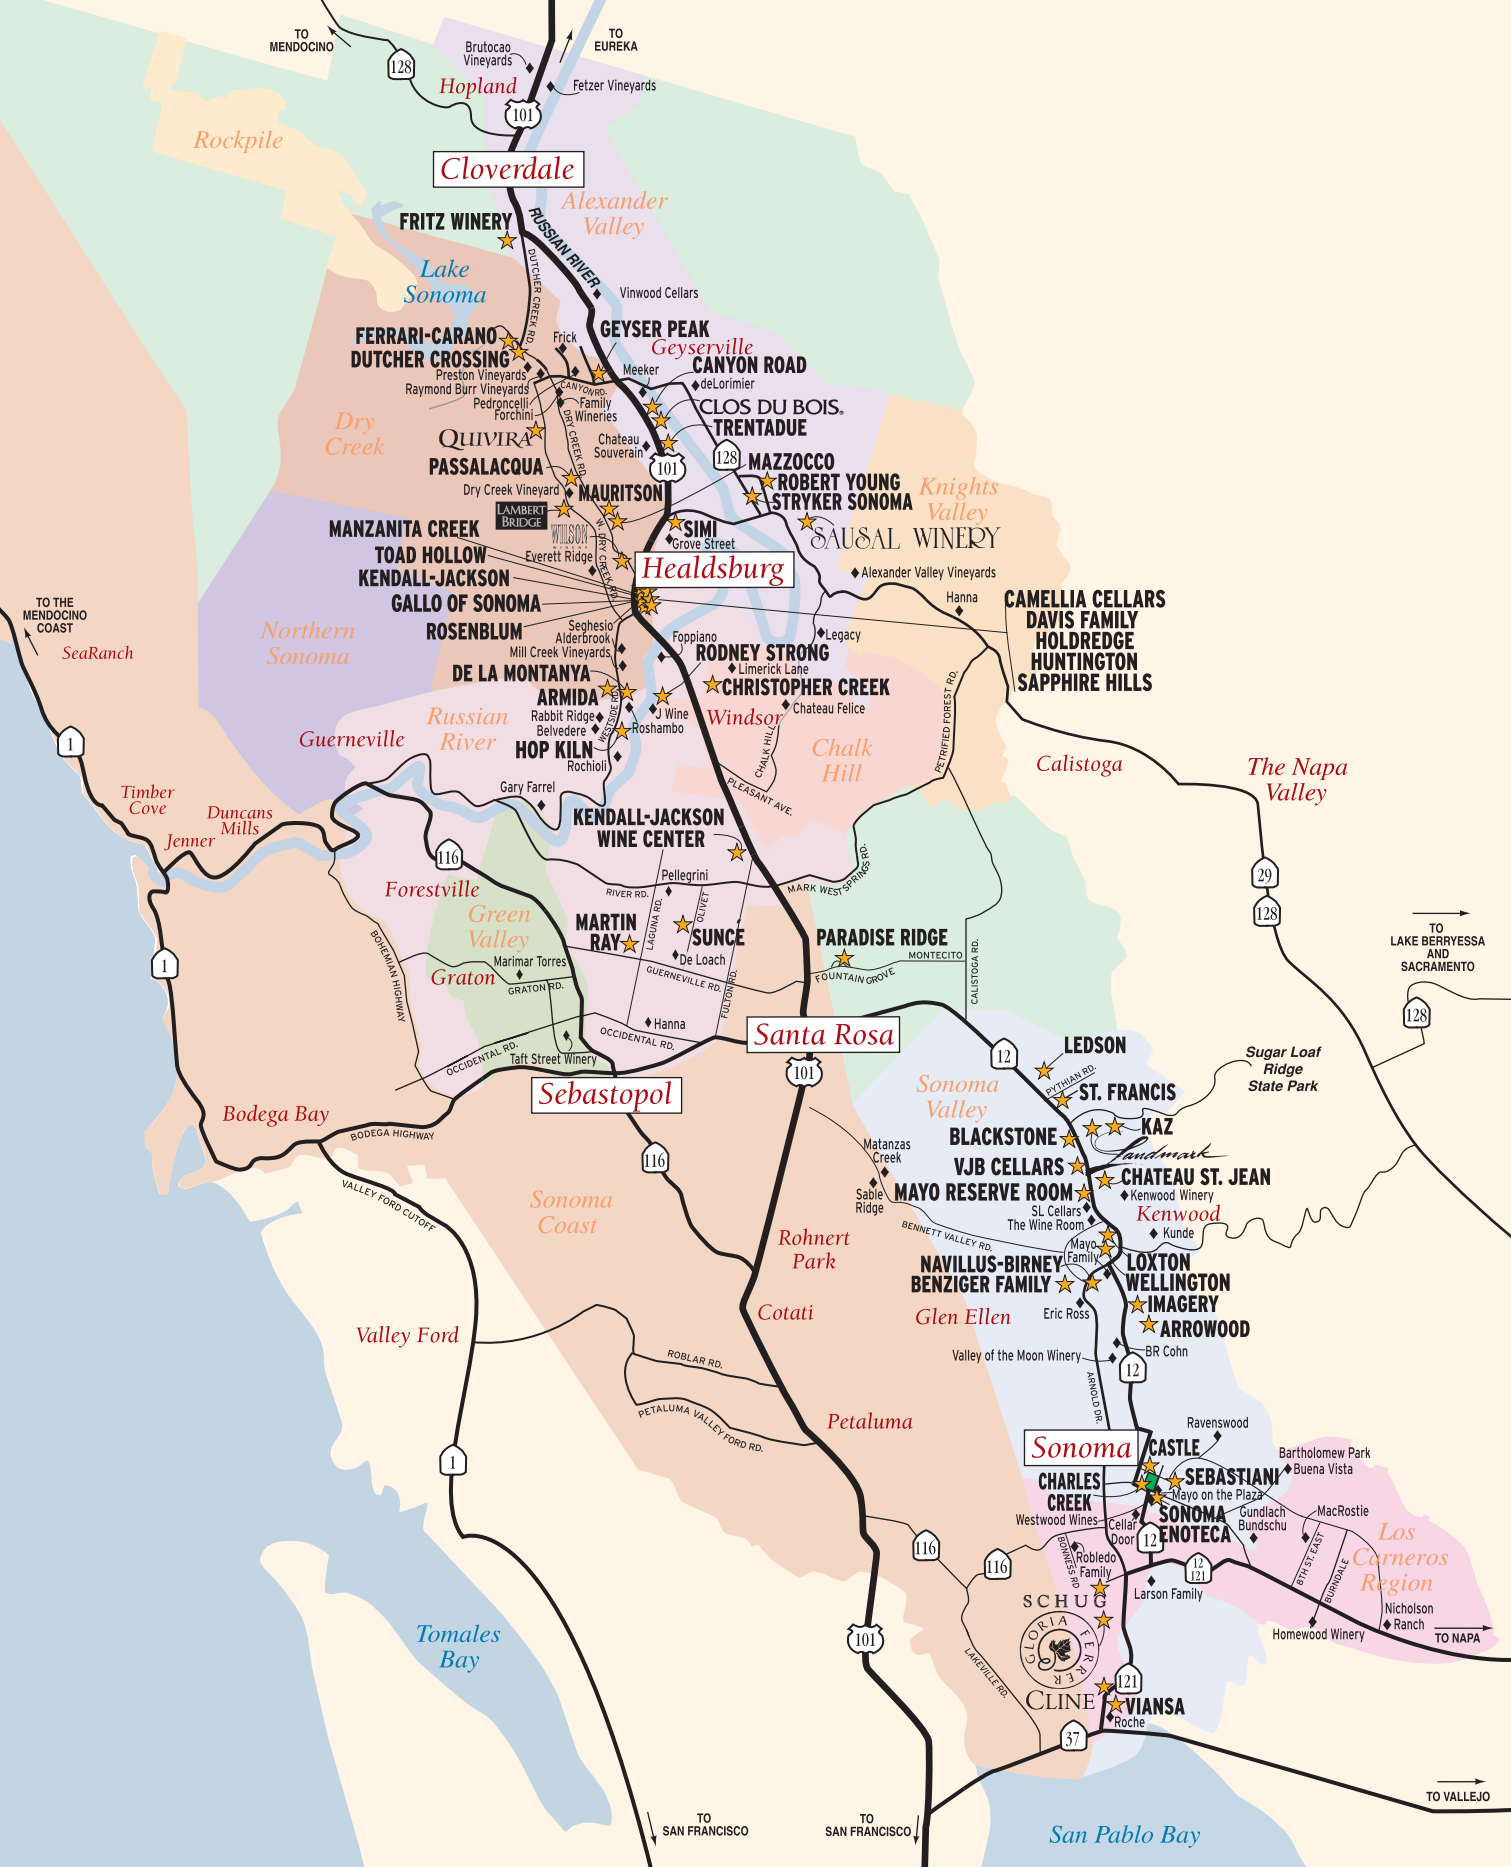 TO
MENDOCINO
128
Brutocao
Vineyards
TO
EUREKA
Hopland
Fetzer Vineyards
101
Rockpile
Cloverdale
Alexander
Valley
FRITZ WINERY
RUSSIAN RIVER
DUTCHER CREEK RD.
Lake
Sonoma
Vinwood Cellars
FERRARI-CARANO
Frick
GEYSER PEAK
Geyserville
DUTCHER CROSSING
Meeker
CANYON ROAD
Preston Vineyards
deLorimier
Raymond Burr Vineyards
CANYON RD.
Pedroncelli
Family
Wineries
Forchini
CLOS DU BOIS®
TRENTADUE
Dry
Creek
DRY CREEK RD.
QUIVIRA
Chateau
Souverain
128
101
PASSALACQUA
MAZZOCCO
Dry Creek Vineyard
MAURITSON
ROBERT YOUNG
STRYKER SONOMA
Knights
Valley
LAMBERT
BRIDGE
WILSON
WINERY
W. DRY CREEK RD.
MANZANITA CREEK
SIMI
Grove Street
SAUSAL WINERY
TOAD HOLLOW
Everett Ridge
Healdsburg
KENDALL-JACKSON
Alexander Valley Vineyards
GALLO OF SONOMA
Hanna
CAMELLIA CELLARS
DAVIS FAMILY
HOLDREDGE
HUNTINGTON
SAPPHIRE HILLS
TO THE
MENDOCINO
COAST
SeaRanch
Northern
Sonoma
ROSENBLUM
Seghesio
Alderbrook
Mill Creek Vineyards
Foppiano
Legacy
RODNEY STRONG
Limerick Lane
DE LA MONTANYA
CHRISTOPHER CREEK
ARMIDA
Rabbit Ridge
Belvedere
WESTSIDE RD.
J Wine
Roshambo
Windsor
Chateau Felice
PETRIFIED FOREST RD.
Russian
River
Guerneville
HOP KILN
Rochioli
CHALK HILL
Chalk
Hill
1
Calistoga
The Napa
Valley
Timber
Cove
Gary Farrel
PLEASANT AVE.
Duncans
Mills
Jenner
KENDALL-JACKSON
WINE CENTER
116
Forestville
Pellegrini
RIVER RD.
MARK WEST SPRINGS RD.
29
128
Green
Valley
MARTIN
RAY
LAGUNA RD.
OLIVET
SUNCE
PARADISE RIDGE
TO
LAKE BERRYESSA
AND
SACRAMENTO
BOHEMIAN HIGHWAY
1
Marimar Torres
De Loach
MONTECITO
Graton
GRATON RD.
GUERNEVILLE RD.
FULTON RD.
FOUNTAIN GROVE
CALISTOGA RD.
128
Hanna
Santa Rosa
OCCIDENTAL RD.
OCCIDENTAL RD.
Taft Street Winery
12
LEDSON
Sugar Loaf
Ridge
State Park
101
Sebastopol
Sonoma
Valley
PYTHIAN RD.
ST. FRANCIS
Bodega Bay
BODEGA HIGHWAY
BLACKSTONE
KAZ
116
Matanzas
Creek
Landmark
VJB CELLARS
CHATEAU ST. JEAN
VALLEY FORD CUTOFF
Sonoma
Coast
Sable
Ridge
MAYO RESERVE ROOM
Kenwood Winery
SL Cellars
The Wine Room
Kenwood
Kunde
BENNETT VALLEY RD.
Rohnert
Park
Mayo
Family
NAVILLUS-BIRNEY
LOXTON
BENZIGER FAMILY
WELLINGTON
Cotati
Glen Ellen
Eric Ross
IMAGERY
ARROWOOD
Valley Ford
ROBLAR RD.
Valley of the Moon Winery
BR Cohn
12
ARNOLD DR.
PETALUMA VALLEY FORD RD.
Petaluma
Ravenswood
1
Sonoma
CASTLE
Bartholomew Park
Buena Vista
CHARLES
CREEK
SEBASTIANI
Mayo on the Plaza
Westwood Wines
SONOMA
ENOTECA
Gundlach
Bundschu
MacRostie
Cellar
Door
12
116
116
BONNESS RD
Robledo
Family
12
121
8TH ST. EAST
BURNDALE
Los
Carneros
Region
Larson Family
SCHUG
GLORIA FERRER
Nicholson
Ranch
Homewood Winery
TO NAPA
Tomales
Bay
101
LAKEVILLE RD.
121
CLINE
VIANSA
Roche
37
TO VALLEJO
TO
SAN FRANCISCO
TO
SAN FRANCISCO
San Pablo Bay